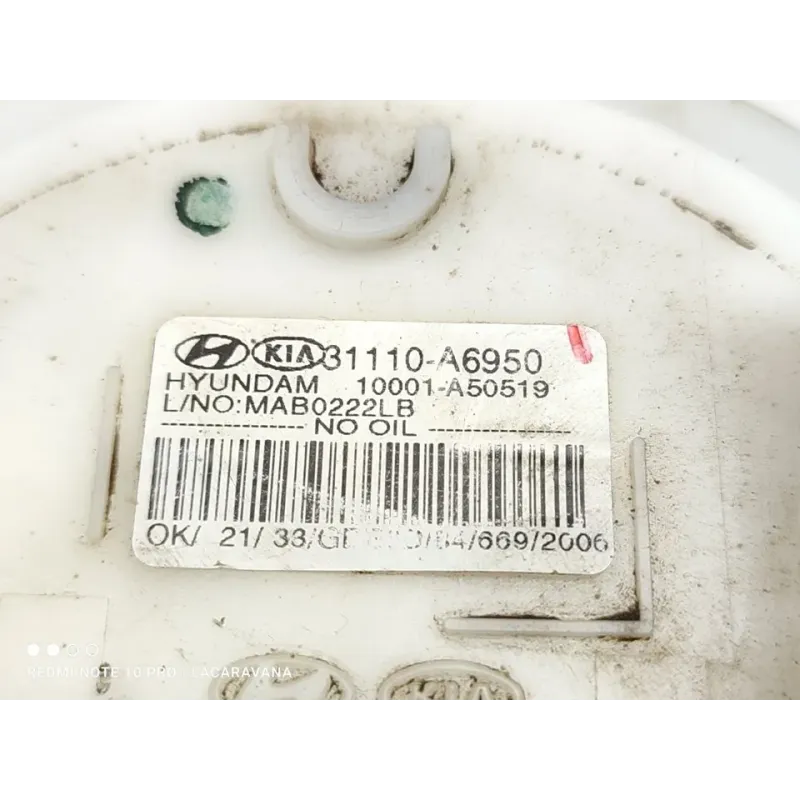 KIA 31110-A6950
HYUNDAM 10001-A50519
L/NO:MAB0222LB
NO OIL
OK/ 21/ 33/ /669/2006
REDMI NOTE 10 PRO LACARAVANA
KIA